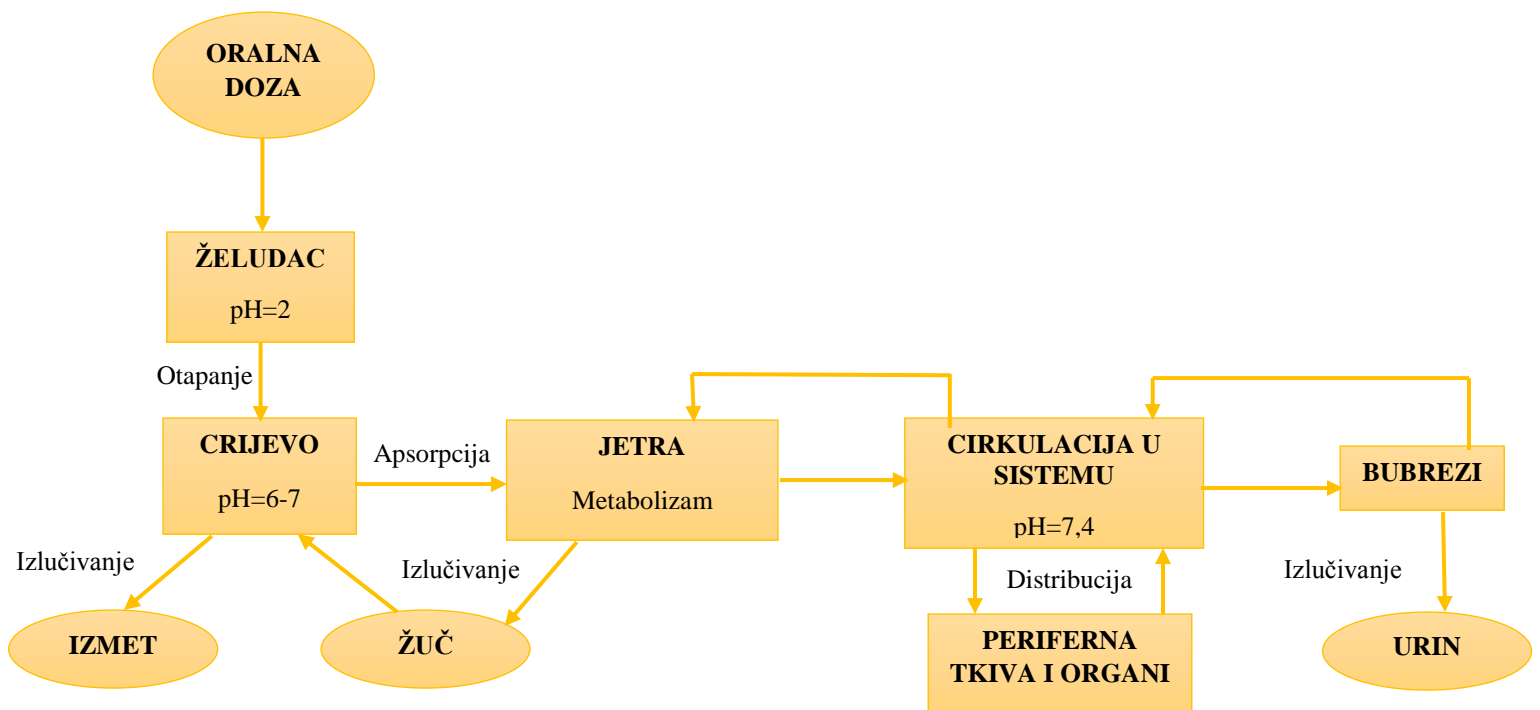 ORALNA
DOZA
ŽELUDAC
pH=2
Otapanje
CRIJEVO
pH=6-7
Apsorpcija
JETRA
Metabolizam
CIRKULACIJA U
SISTEMU
pH=7,4
BUBREZI
Izlučivanje
Izlučivanje
Distribucija
Izlučivanje
IZMET
ŽUČ
PERIFERNA
TKIVA I ORGANI
URIN